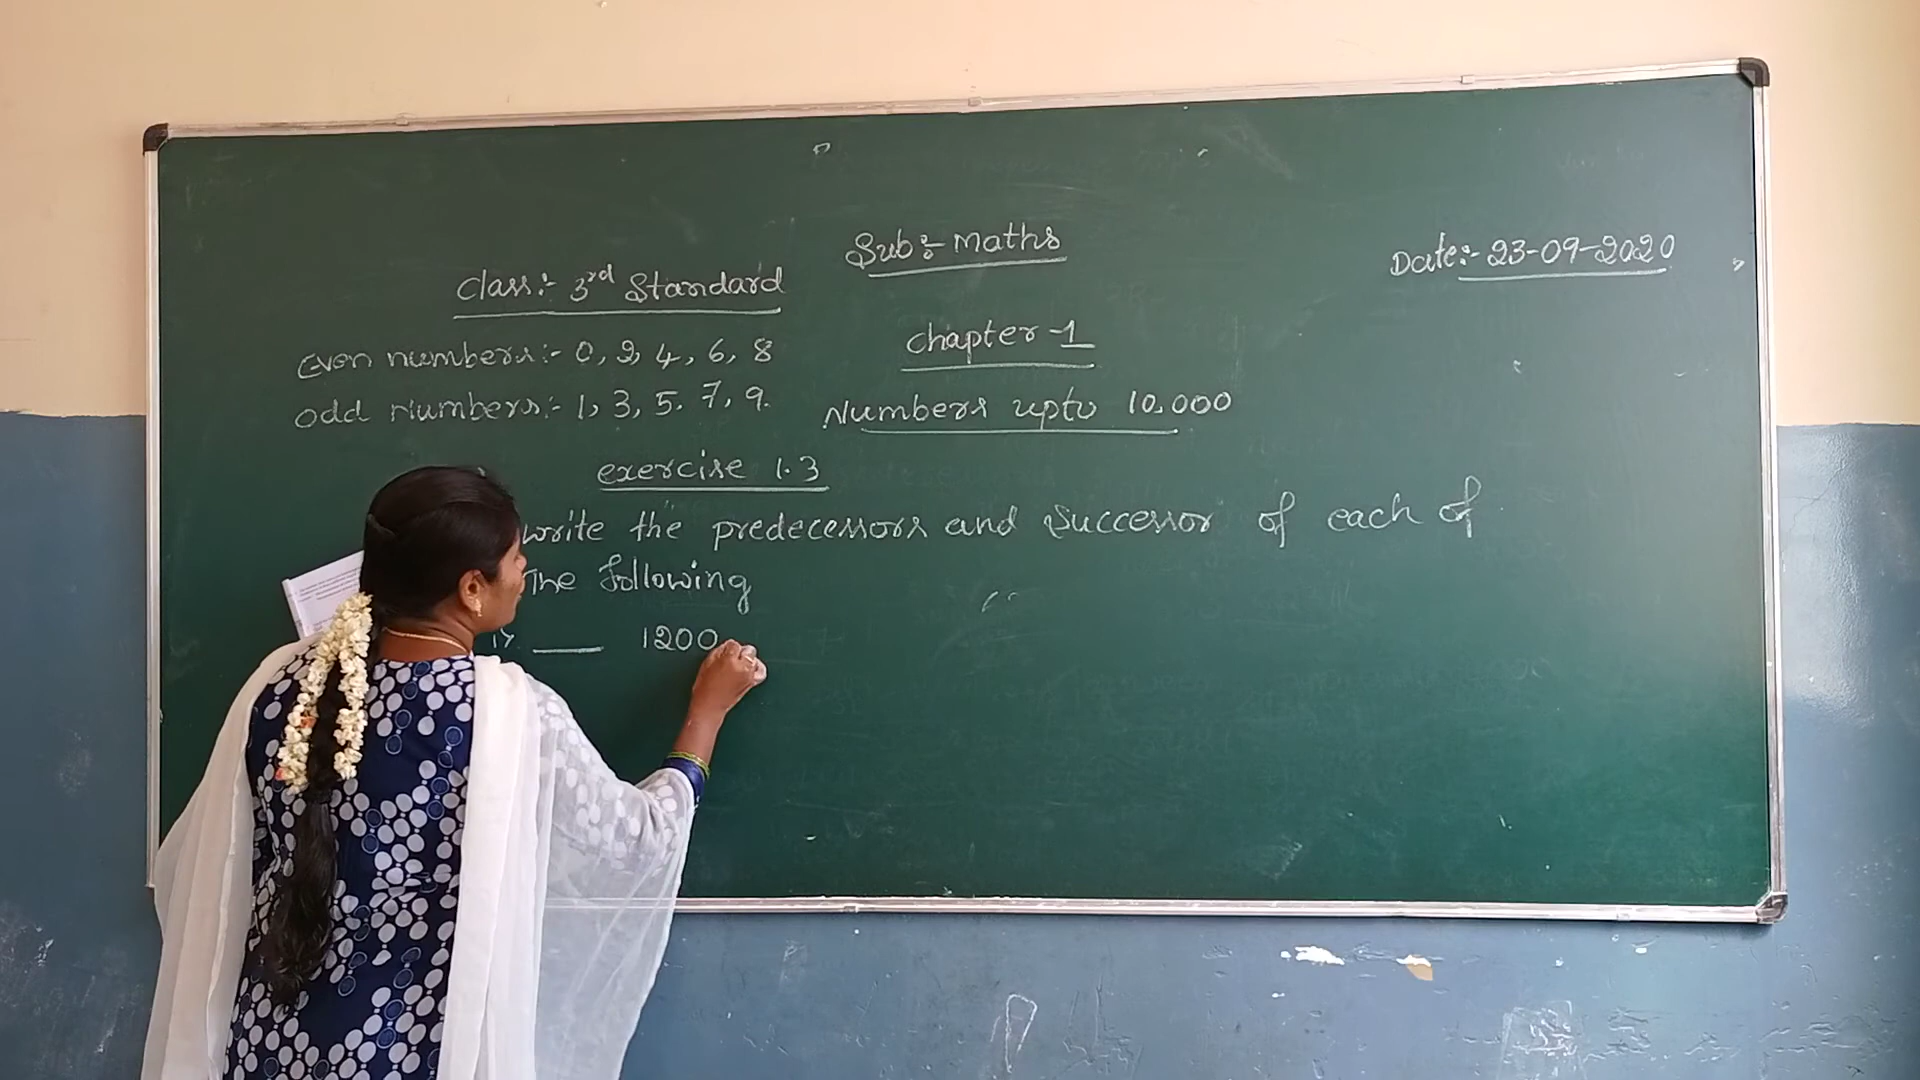 Sub:- Maths
Date:- 23-09-2020
Class:- 3rd Standard
Chapter -1
Even numbers:- 0, 2, 4, 6, 8
Odd Numbers:- 1, 3, 5, 7, 9.
Numbers upto 10,000
exercise 1.3
write the predecessors and successor of each of
The following
1) ___ 1200